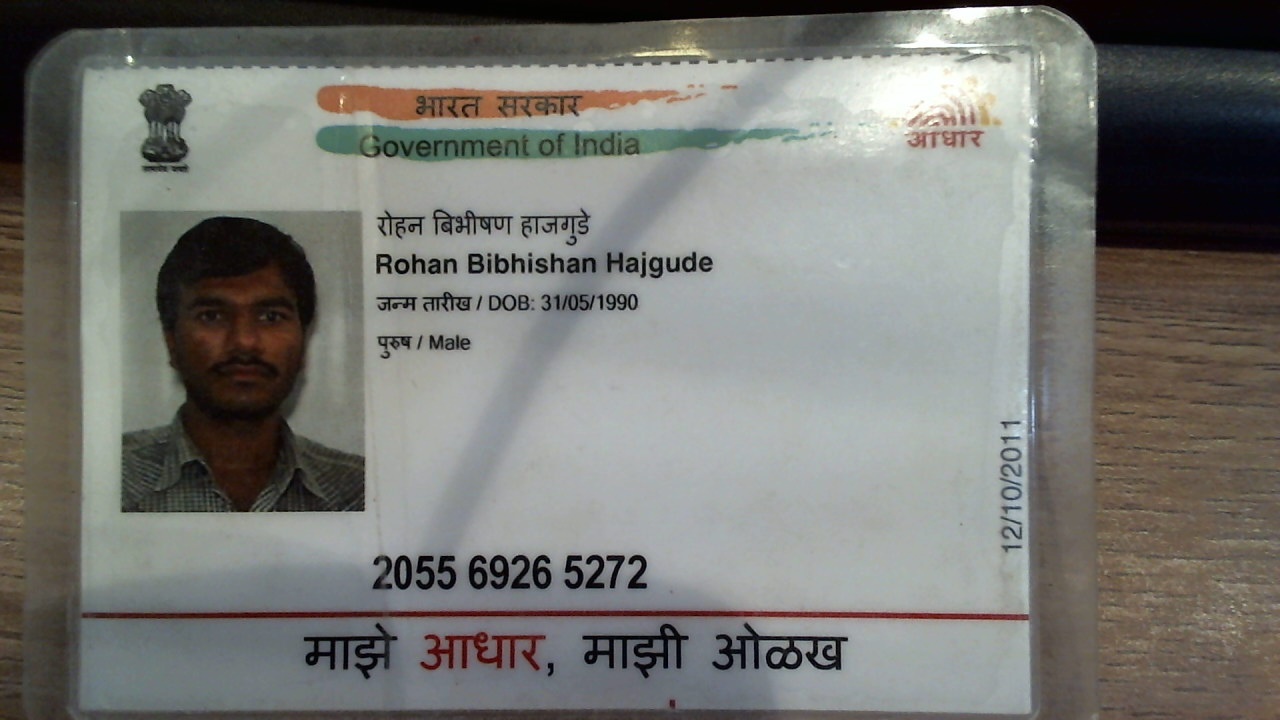 भारत सरकार
Government of India
आधार
रोहन बिभीषण हाजगुडे
Rohan Bibhishan Hajgude
जन्म तारीख / DOB: 31/05/1990
पुरुष / Male
12/10/2011
2055 6926 5272
माझे आधार, माझी ओळख